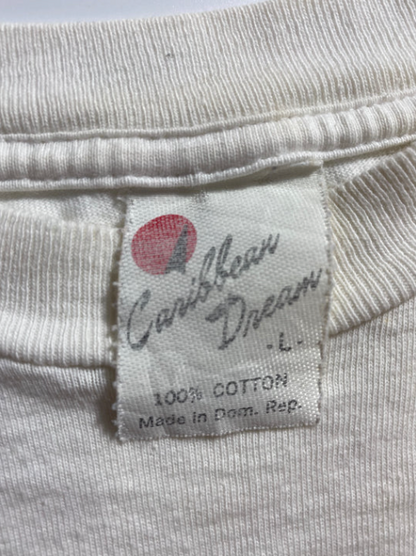 Caribbean
Dream
- L -
100% COTTON
Made in Dom. Rep.